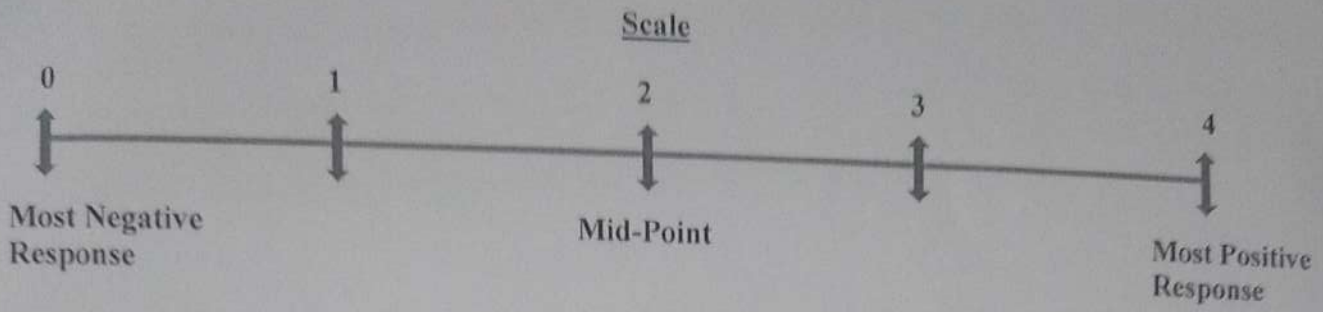 Scale
0 1 2 3 4
Most Negative
Response
Mid-Point
Most Positive
Response